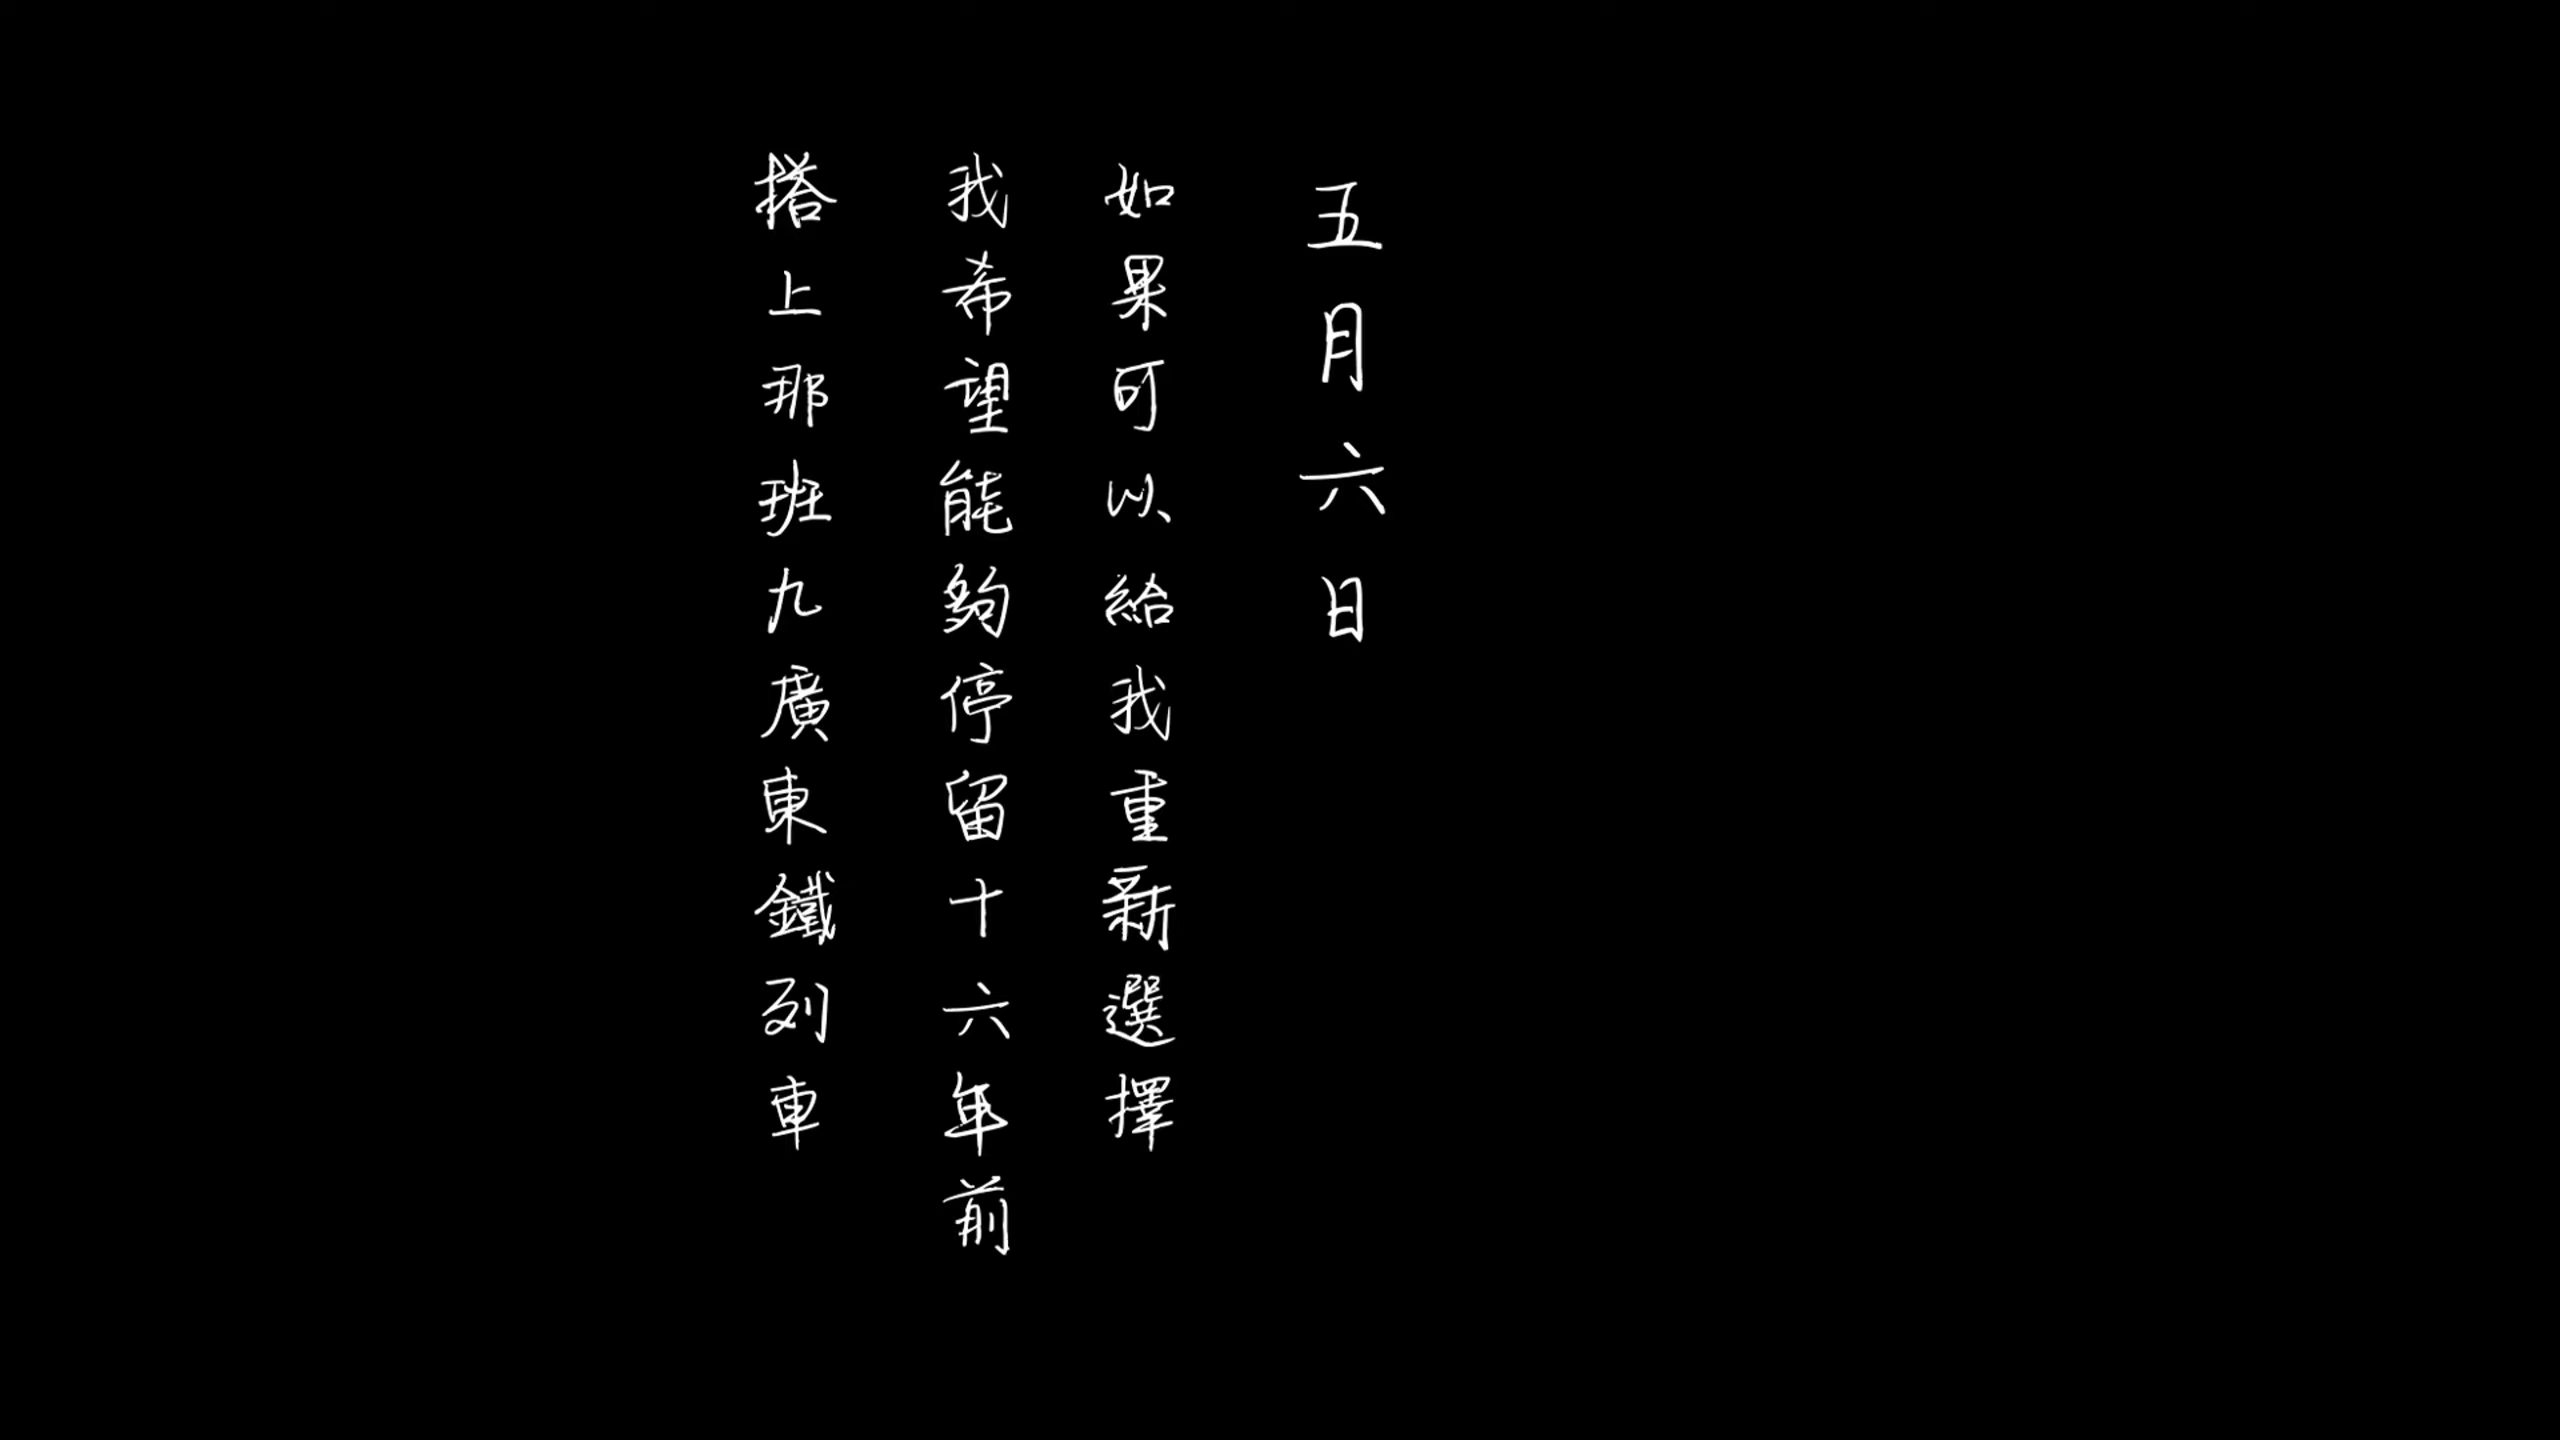 五月六日
如果可以給我重新選擇
我希望能夠停留十六年前
搭上那班九廣東鐵列車